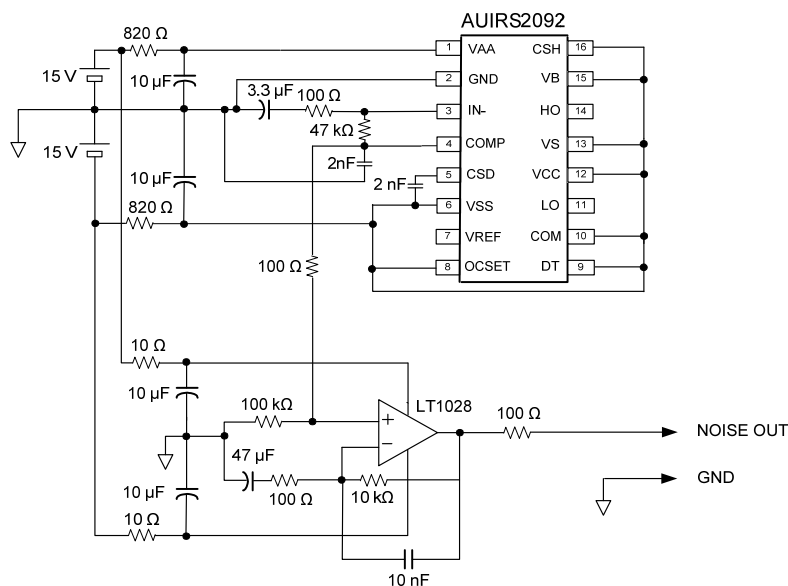 AUIRS2092
820 Ω
15 V
10 µF
3.3 µF
100 Ω
47 kΩ
2nF
15 V
10 µF
2 nF
820 Ω
1 VAA CSH 16
2 GND VB 15
3 IN- HO 14
4 COMP VS 13
5 CSD VCC 12
6 VSS LO 11
7 VREF COM 10
8 OCSET DT 9
100 Ω
10 Ω
10 µF
100 kΩ
LT1028
+
−
100 Ω
NOISE OUT
47 µF
100 Ω
10 kΩ
GND
10 µF
10 Ω
10 nF